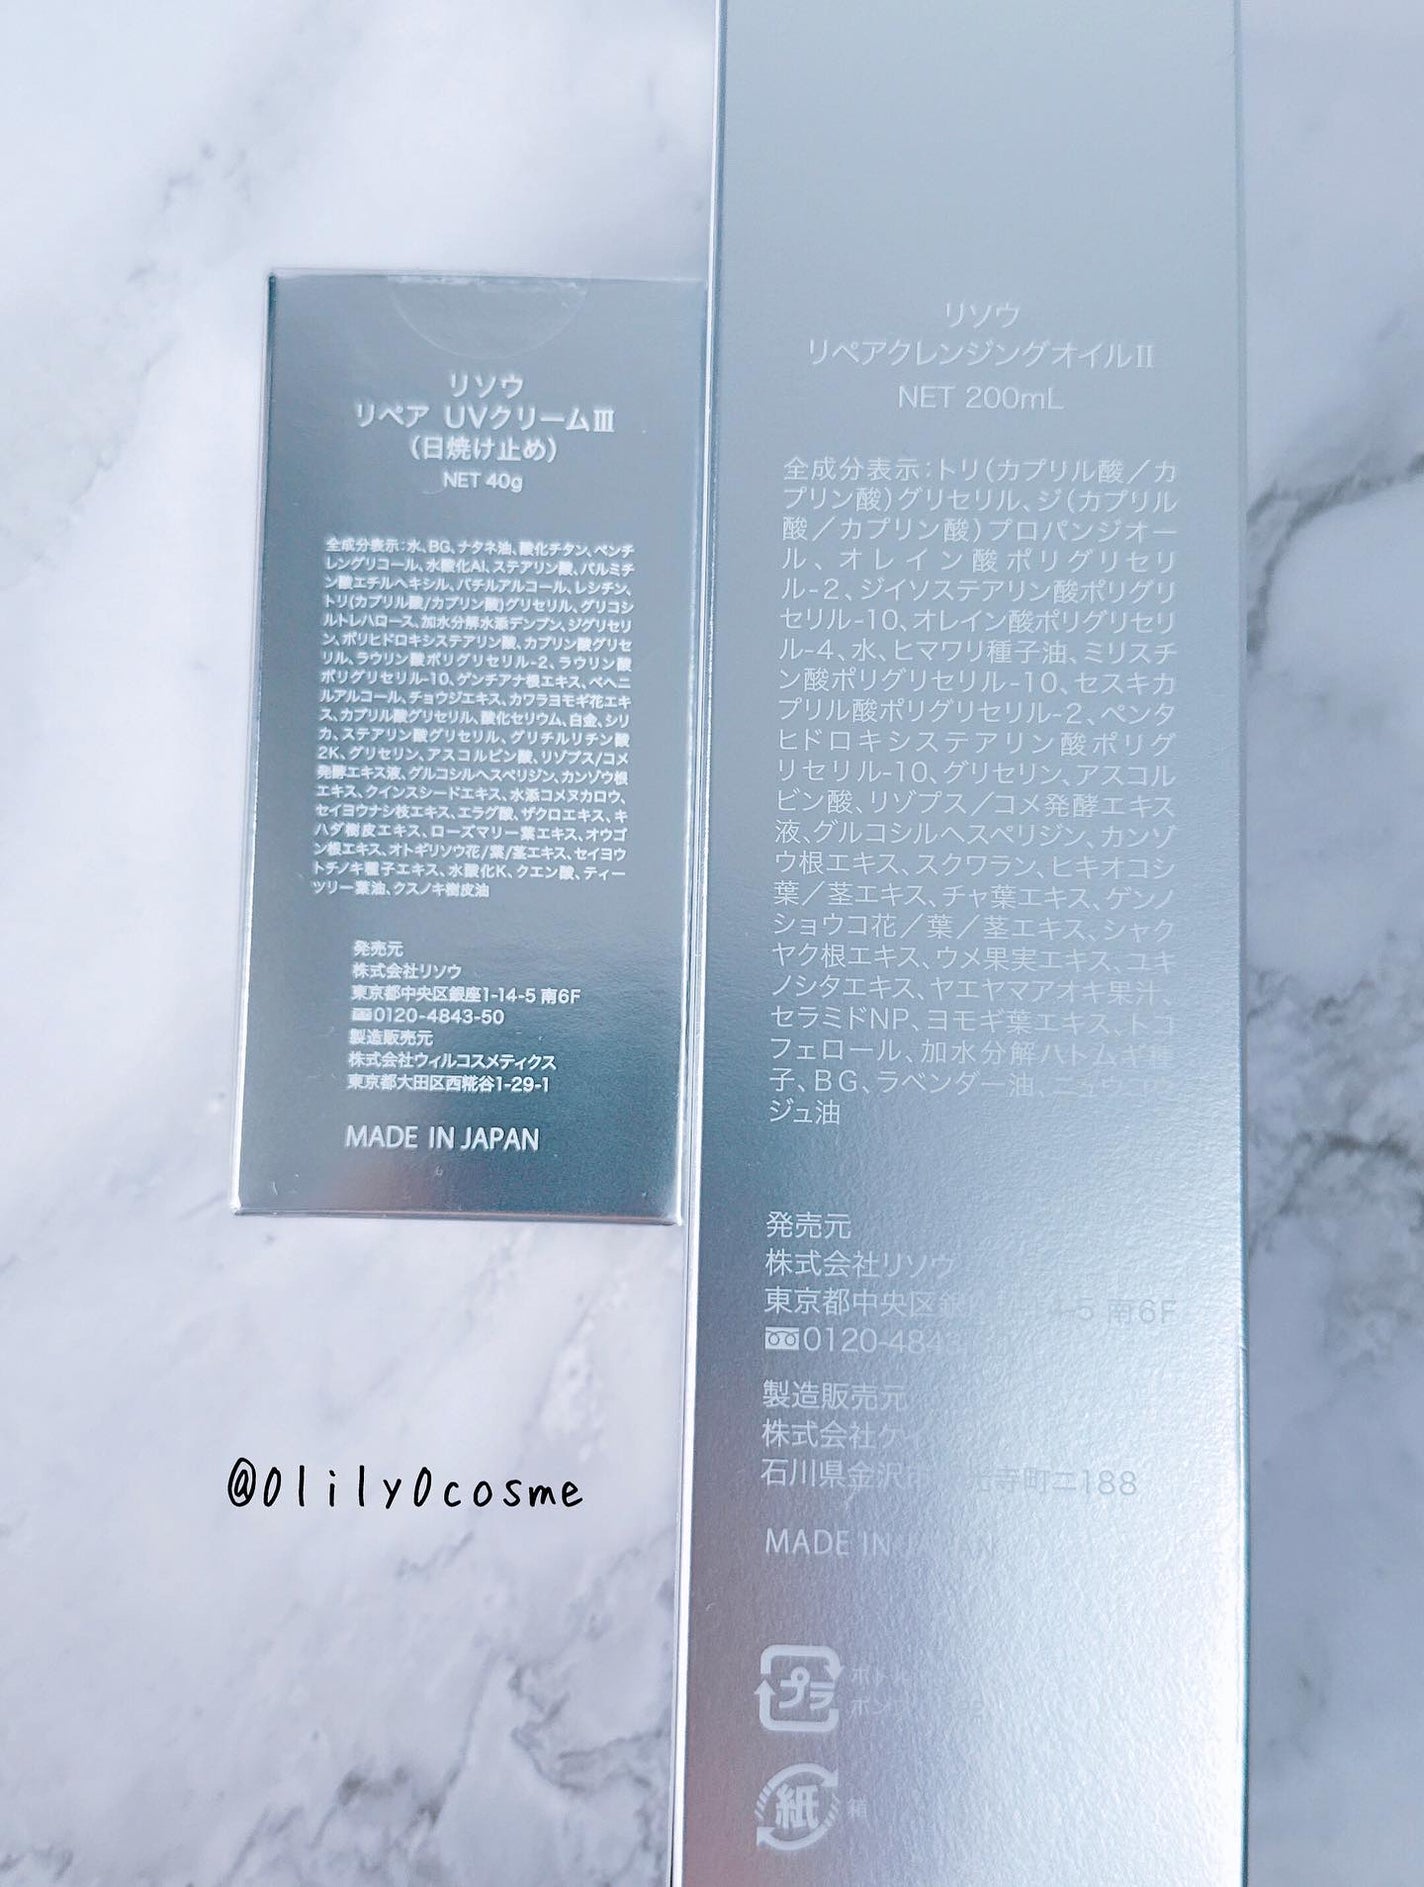 リソウ
リペア UVクリームⅢ
(日焼け止め)
NET 40g
全成分表示:水、BG、ナタネ油、酸化チタン、ペンチ
レングリコール、水酸化Al、ステアリン酸、パルミチ
ン酸エチルヘキシル、バチルアルコール、レシチン、
トリ(カプリル酸/カプリン酸)グリセリル、グリコシ
ルトレハロース、加水分解水添デンプン、ジグリセリ
ン、ポリヒドロキシステアリン酸、カプリン酸グリセ
リル、ラウリン酸ポリグリセリル-2、ラウリン酸
ポリグリセリル-10、ゲンチアナ根エキス、ベヘニ
ルアルコール、チョウジエキス、カワラヨモギ花エキ
ス、カプリル酸グリセリル、酸化セリウム、白金、シリ
カ、ステアリン酸グリセリル、グリチルリチン酸
2K、グリセリン、アスコルビン酸、リゾプス/コメ
発酵エキス液、グルコシルヘスペリジン、カンゾウ根
エキス、クインスシードエキス、水添コメヌカロウ、
セイヨウナシ枝エキス、エラグ酸、ザクロエキス、キ
ハダ樹皮エキス、ローズマリー葉エキス、オウゴ
ン根エキス、オトギリソウ花/葉/茎エキス、セイヨウ
トチノキ種子エキス、水酸化K、クエン酸、ティー
ツリー葉油、クスノキ樹皮油
発売元
株式会社リソウ
東京都中央区銀座1-14-5 南6F
0120-4843-50
製造販売元
株式会社ウィルコスメティクス
東京都大田区西糀谷1-29-1
MADE IN JAPAN
リソウ
リペアクレンジングオイルⅡ
NET 200mL
全成分表示:トリ(カプリル酸/カ
プリン酸)グリセリル、ジ(カプリル
酸/カプリン酸)プロパンジオー
ル、オレイン酸ポリグリセリ
ル-2、ジイソステアリン酸ポリグリ
セリル-10、オレイン酸ポリグリセリ
ル-4、水、ヒマワリ種子油、ミリスチ
ン酸ポリグリセリル-10、セスキカ
プリル酸ポリグリセリル-2、ペンタ
ヒドロキシステアリン酸ポリグ
リセリル-10、グリセリン、アスコル
ビン酸、リゾプス/コメ発酵エキス
液、グルコシルヘスペリジン、カンゾ
ウ根エキス、スクワラン、ヒキオコシ
葉/茎エキス、チャ葉エキス、ゲンノ
ショウコ花/葉/茎エキス、シャク
ヤク根エキス、ウメ果実エキス、ユキ
ノシタエキス、ヤエヤマアオキ果汁、
セラミドNP、ヨモギ葉エキス、トコ
フェロール、加水分解ハトムギ種
子、BG、ラベンダー油、
ジュ油
発売元
株式会社リソウ
東京都中央区銀 -5 南6F
0120-4843
製造販売元
株式会社ケイ
石川県金沢 寺町ニ188
MADE IN JAPAN
プラ
紙 箱
@0lily0cosme